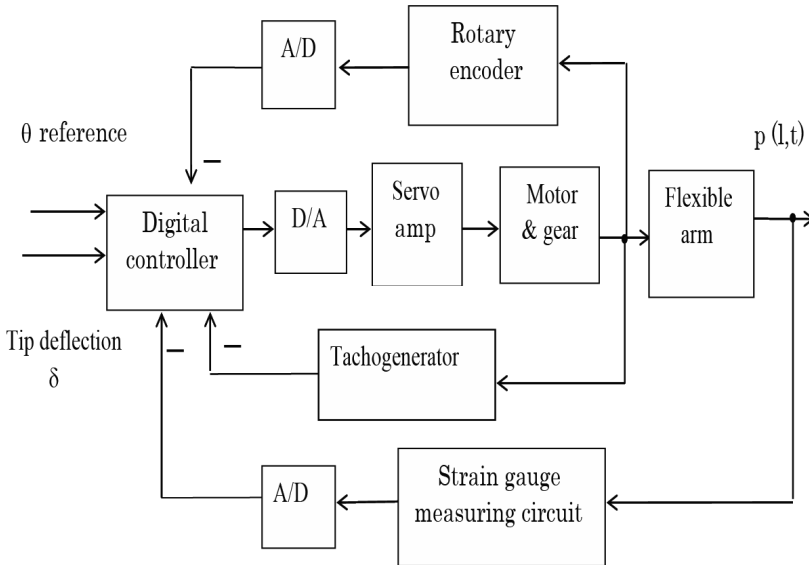 A/D
Rotary
encoder
θ reference
p (l,t)
Digital
controller
D/A
Servo
amp
Motor
& gear
Flexible
arm
Tip deflection
δ
Tachogenerator
A/D
Strain gauge
measuring circuit